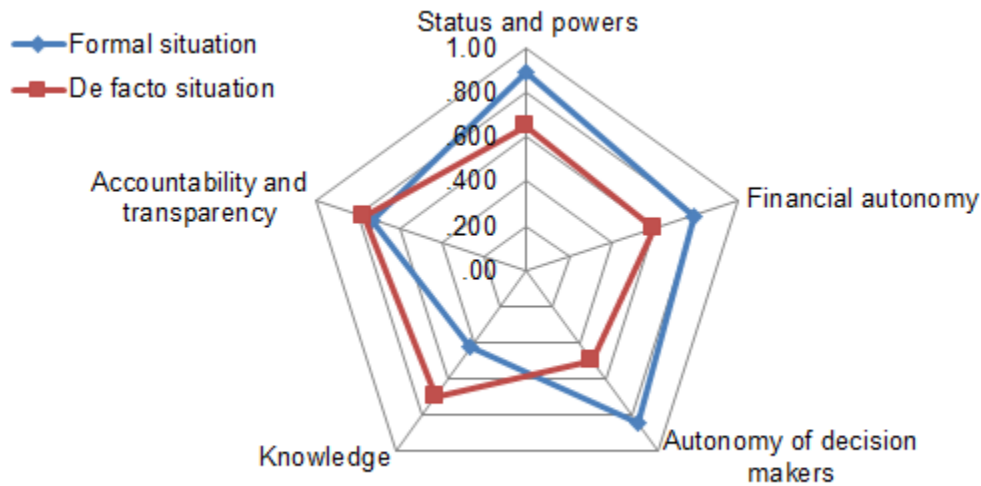 Status and powers
Formal situation
De facto situation
1.00
.800
.600
.400
.200
.00
Accountability and
transparency
Financial autonomy
Knowledge
Autonomy of decision
makers